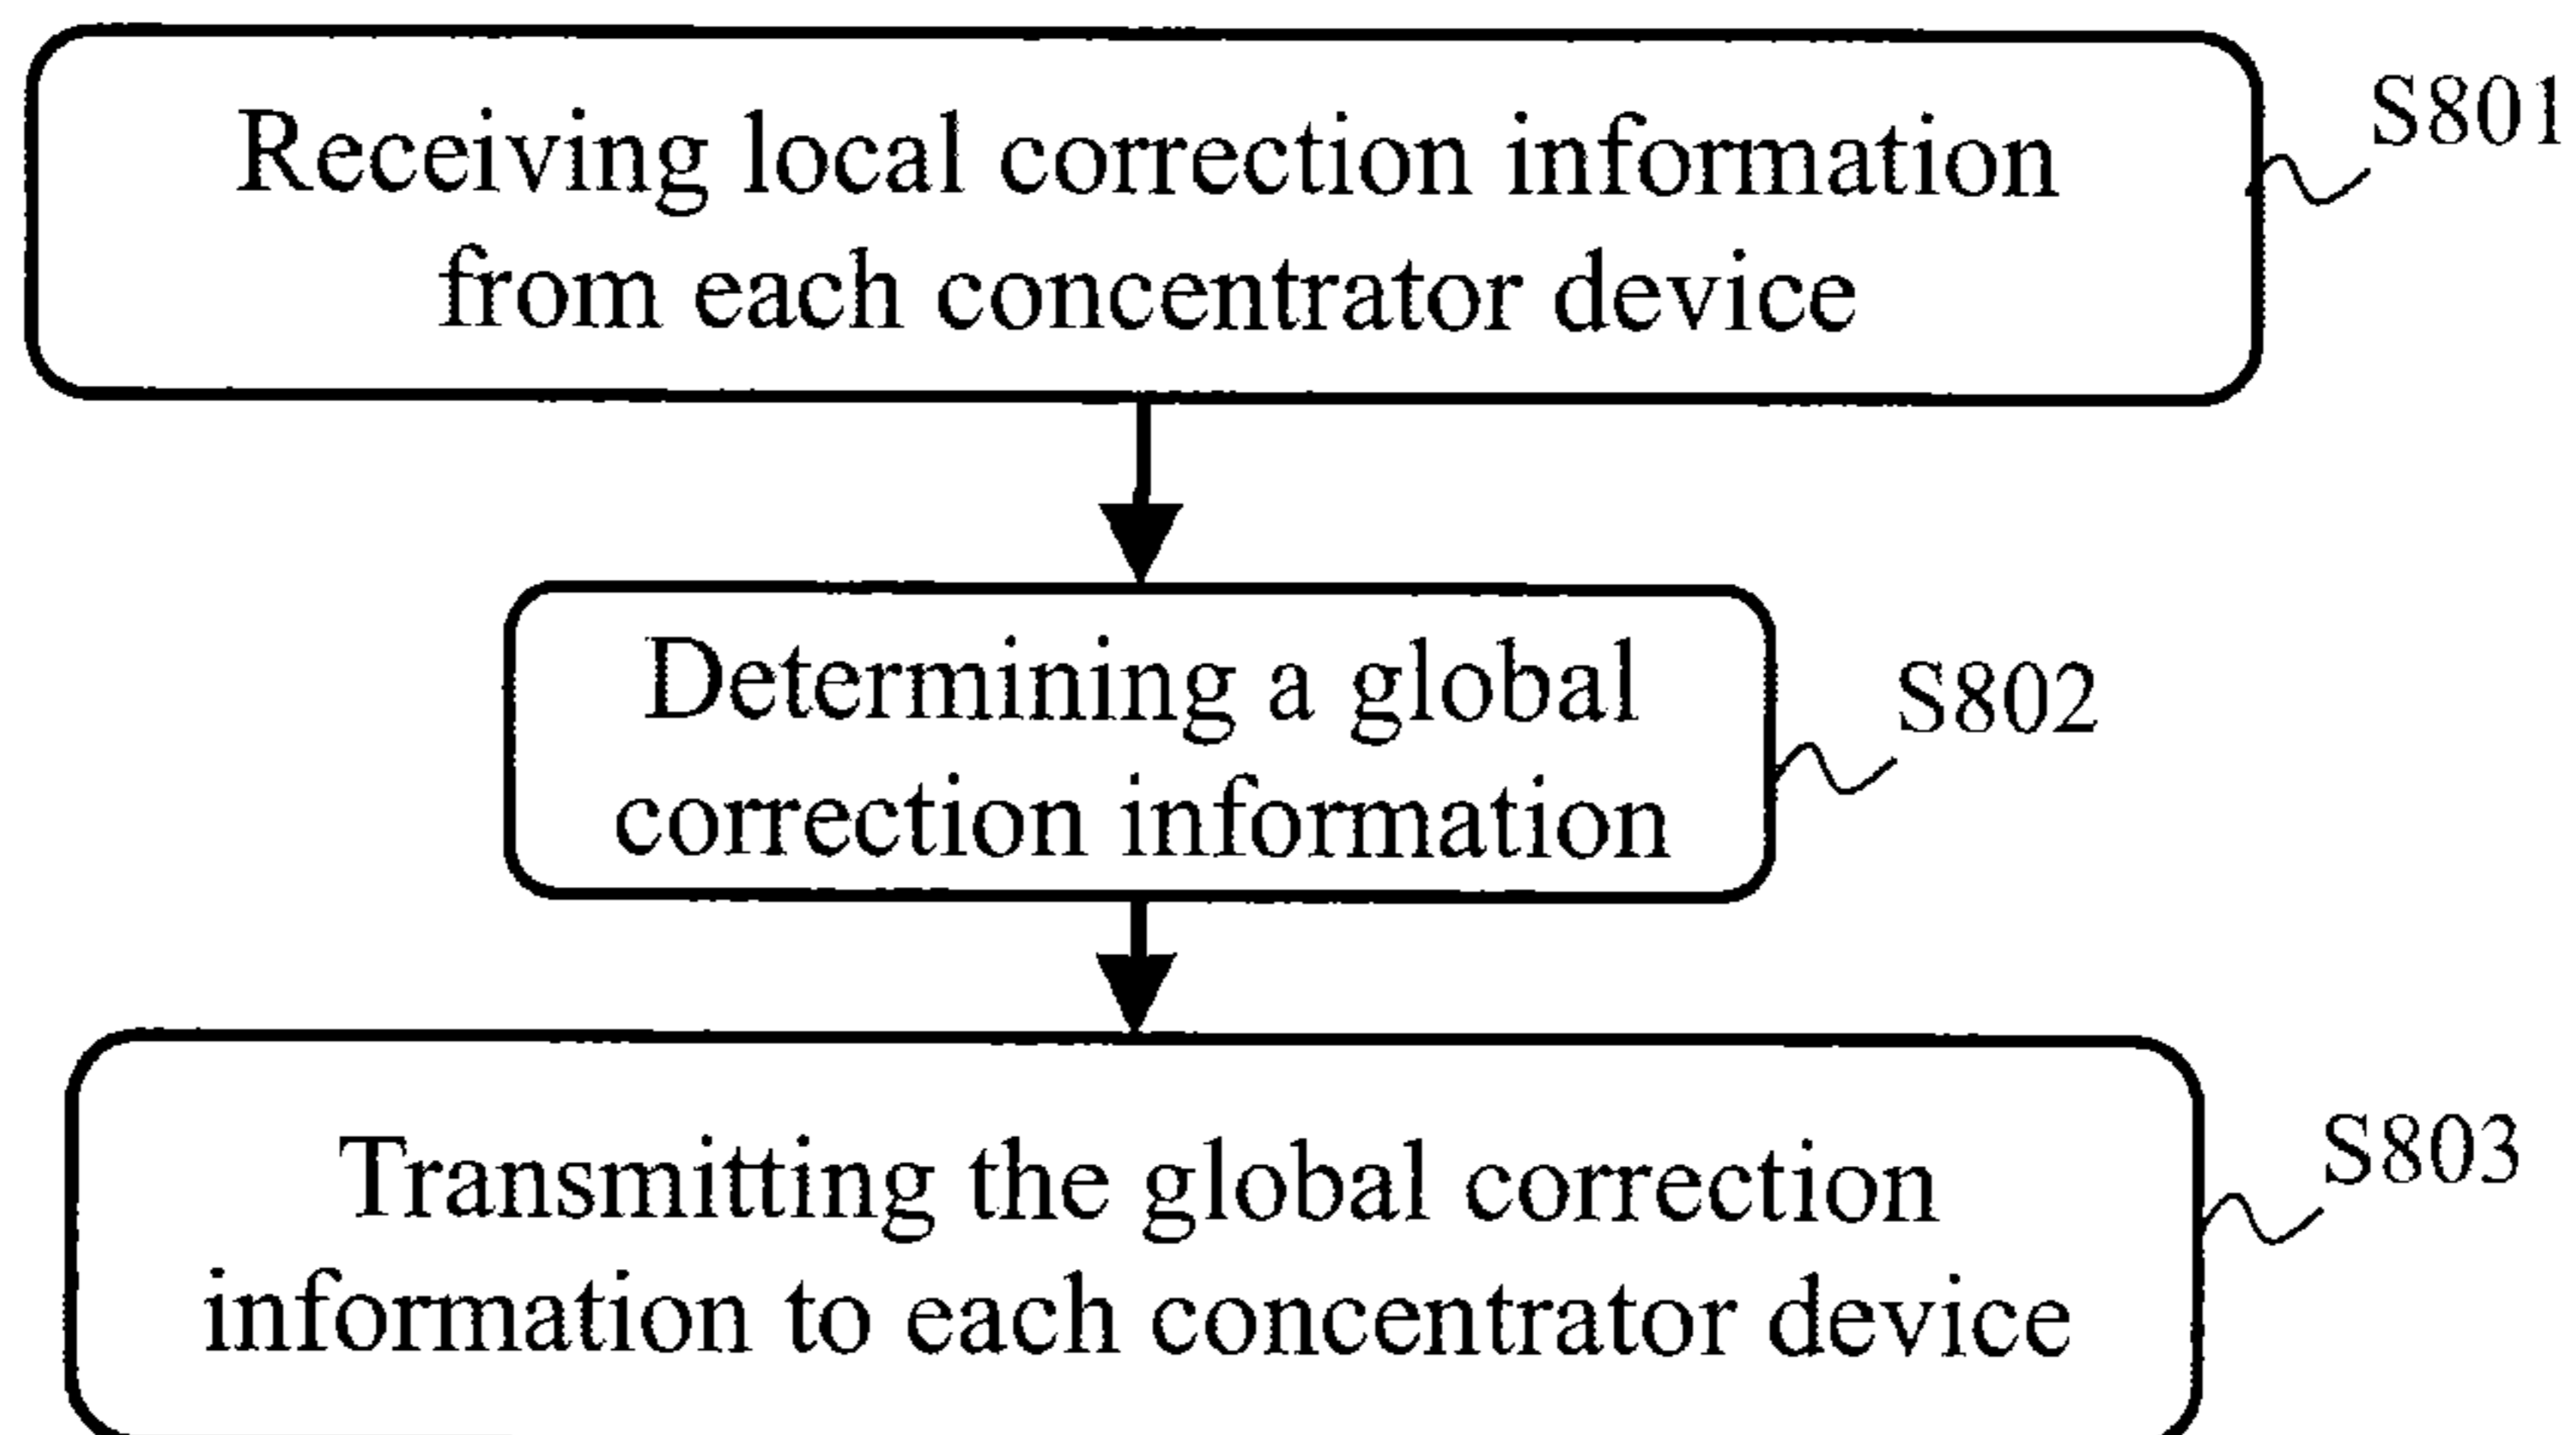 Receiving local correction information
from each concentrator device
S801
Determining a global
correction information
S802
Transmitting the global correction
information to each concentrator device
S803